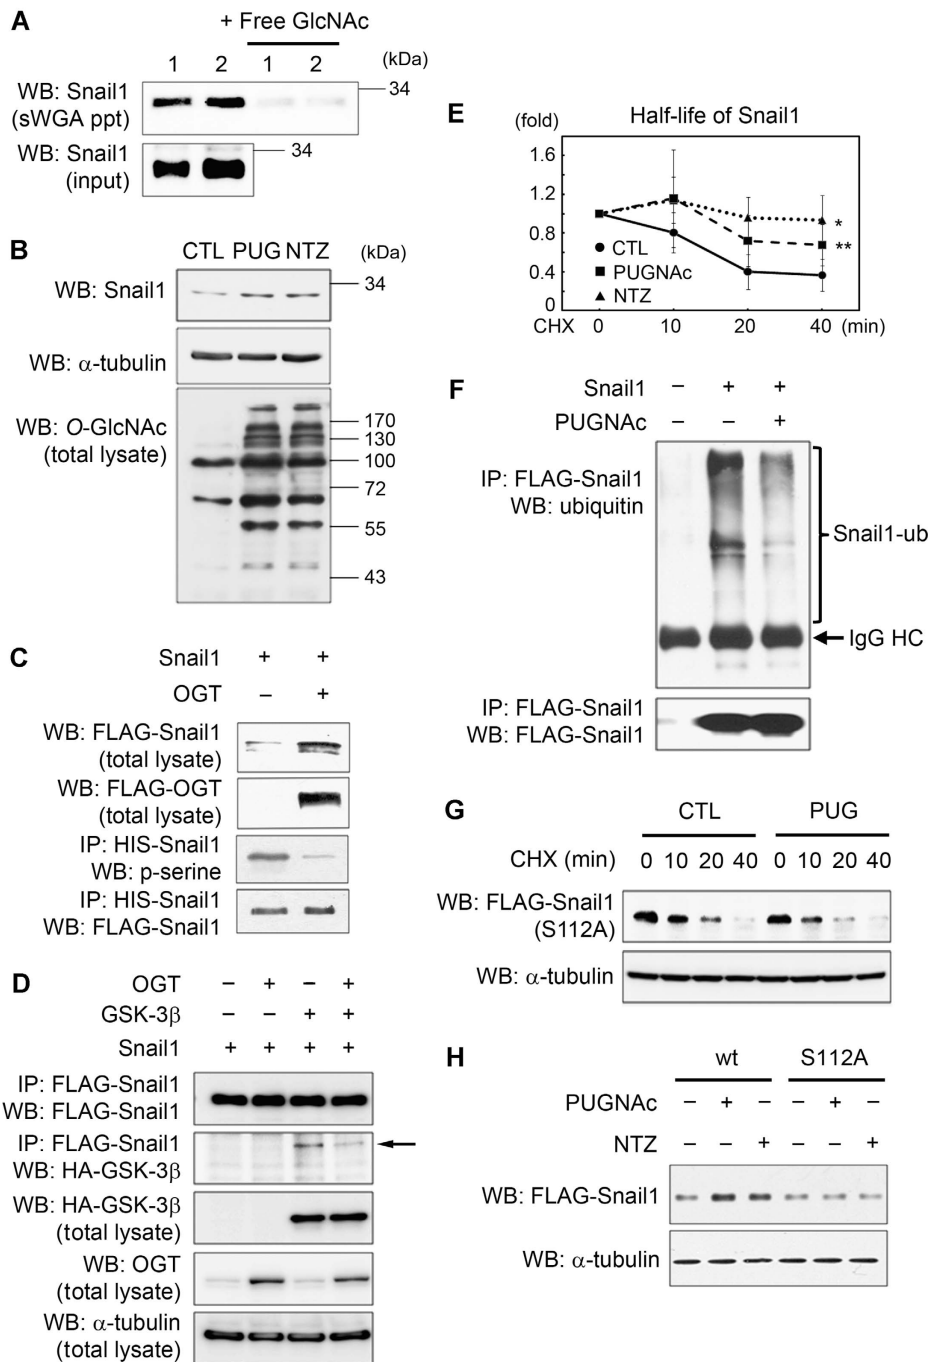 A
+ Free GlcNAc
1 2 1 2 (kDa)
WB: Snail1
(sWGA ppt)
34
WB: Snail1
(input)
34
B
CTL PUG NTZ (kDa)
WB: Snail1
34
WB: α-tubulin
WB: O-GlcNAc
(total lysate)
170
130
100
72
55
43
C
Snail1 + +
OGT – +
WB: FLAG-Snail1
(total lysate)
WB: FLAG-OGT
(total lysate)
IP: HIS-Snail1
WB: p-serine
IP: HIS-Snail1
WB: FLAG-Snail1
D
OGT – + – +
GSK-3β – – + +
Snail1 + + + +
IP: FLAG-Snail1
WB: FLAG-Snail1
IP: FLAG-Snail1
WB: HA-GSK-3β
WB: HA-GSK-3β
(total lysate)
WB: OGT
(total lysate)
WB: α-tubulin
(total lysate)
E
(fold) Half-life of Snail1
1.6
1.2
0.8
0.4
0
*
**
CTL
PUGNAc
NTZ
CHX 0 10 20 40 (min)
F
Snail1 – + +
PUGNAc – – +
IP: FLAG-Snail1
WB: ubiquitin
Snail1-ub
IgG HC
IP: FLAG-Snail1
WB: FLAG-Snail1
G
CTL PUG
CHX (min) 0 10 20 40 0 10 20 40
WB: FLAG-Snail1
(S112A)
WB: α-tubulin
H
wt S112A
PUGNAc – + – – + –
NTZ – – + – – +
WB: FLAG-Snail1
WB: α-tubulin